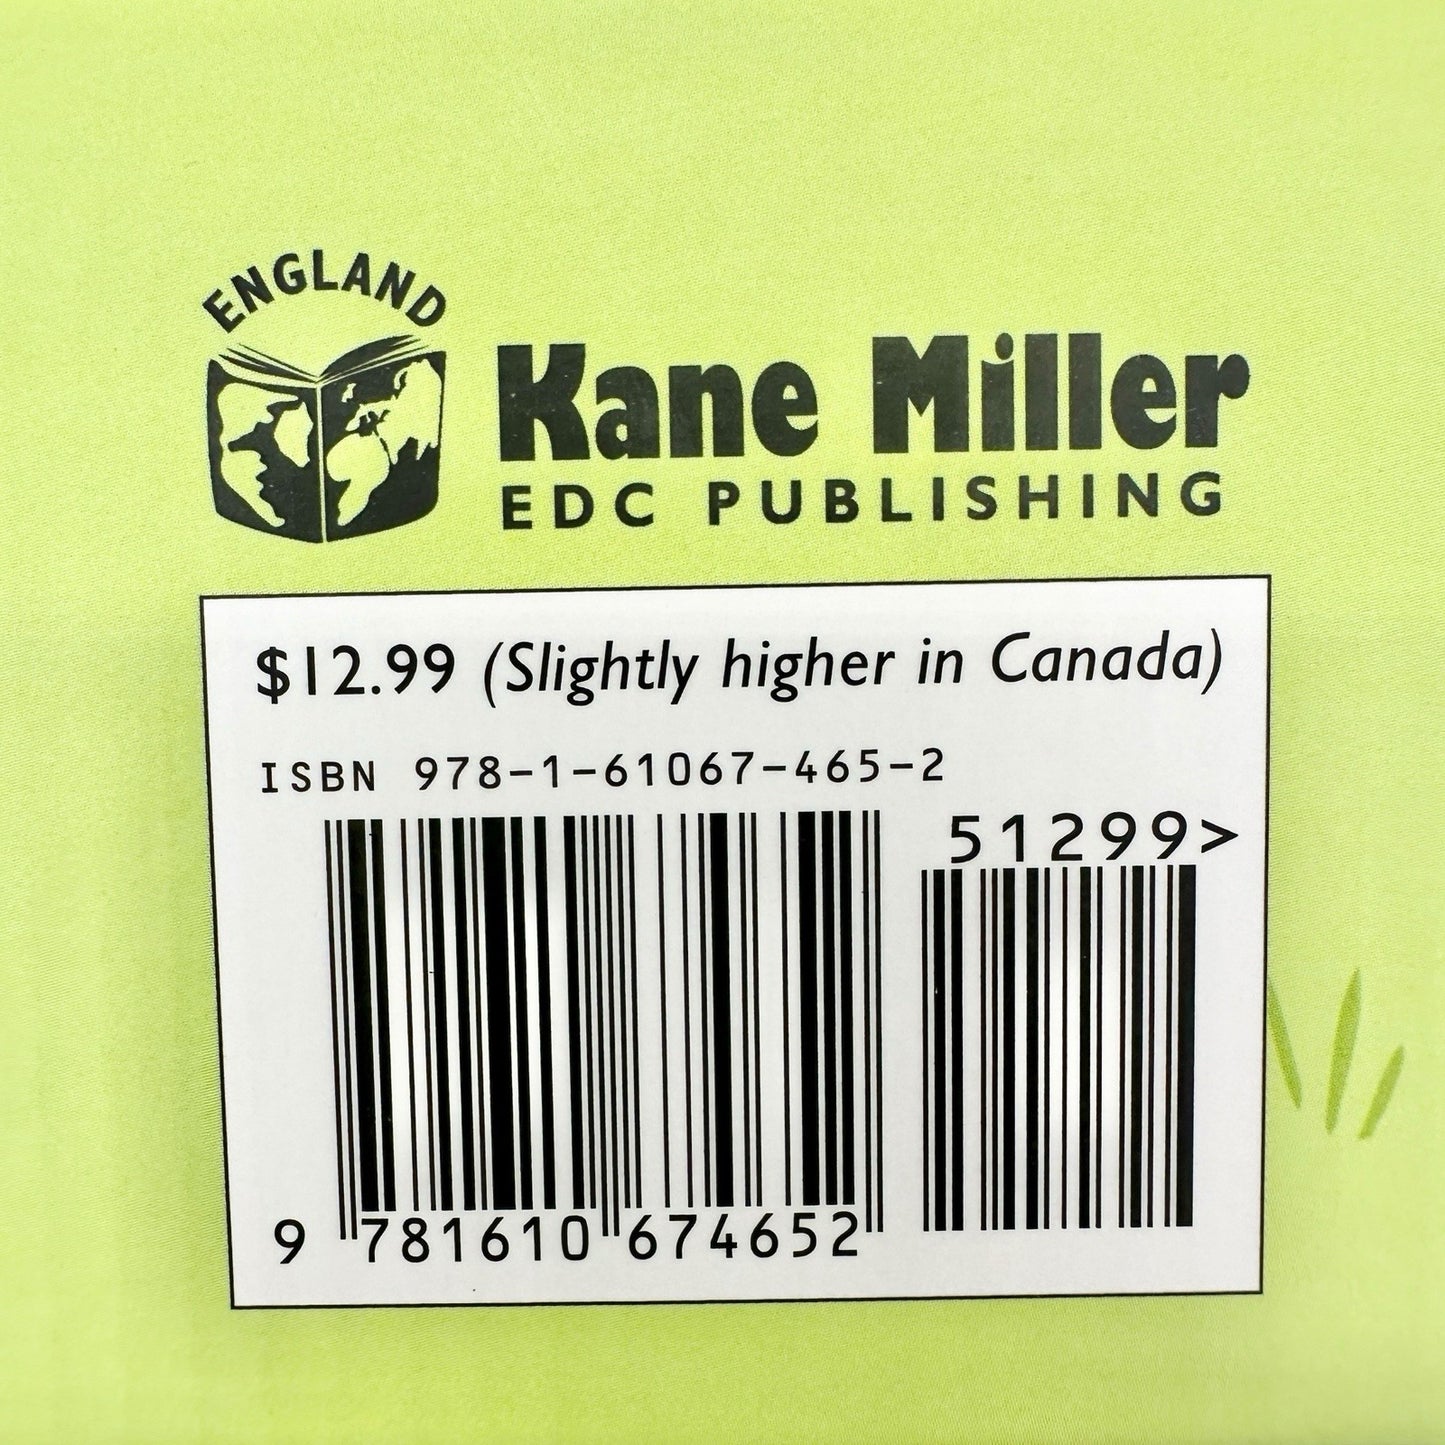 ENGLAND
Kane Miller
EDC PUBLISHING
$12.99 (Slightly higher in Canada)
ISBN 978-1-61067-465-2
51299>
9 781610 674652